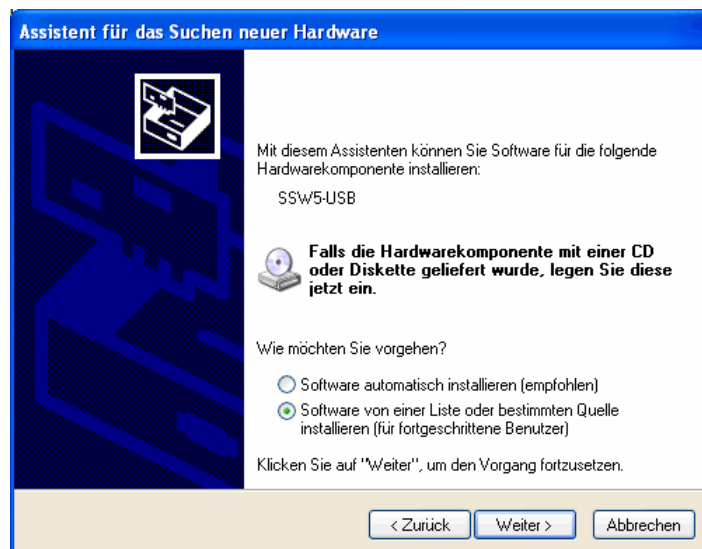 Assistent für das Suchen neuer Hardware
Mit diesem Assistenten können Sie Software für die folgende
Hardwarekomponente installieren:
SSW5-USB
Falls die Hardwarekomponente mit einer CD
oder Diskette geliefert wurde, legen Sie diese
jetzt ein.
Wie möchten Sie vorgehen?
Software automatisch installieren (empfohlen)
Software von einer Liste oder bestimmten Quelle
installieren (für fortgeschrittene Benutzer)
Klicken Sie auf "Weiter", um den Vorgang fortzusetzen.
< Zurück Weiter > Abbrechen